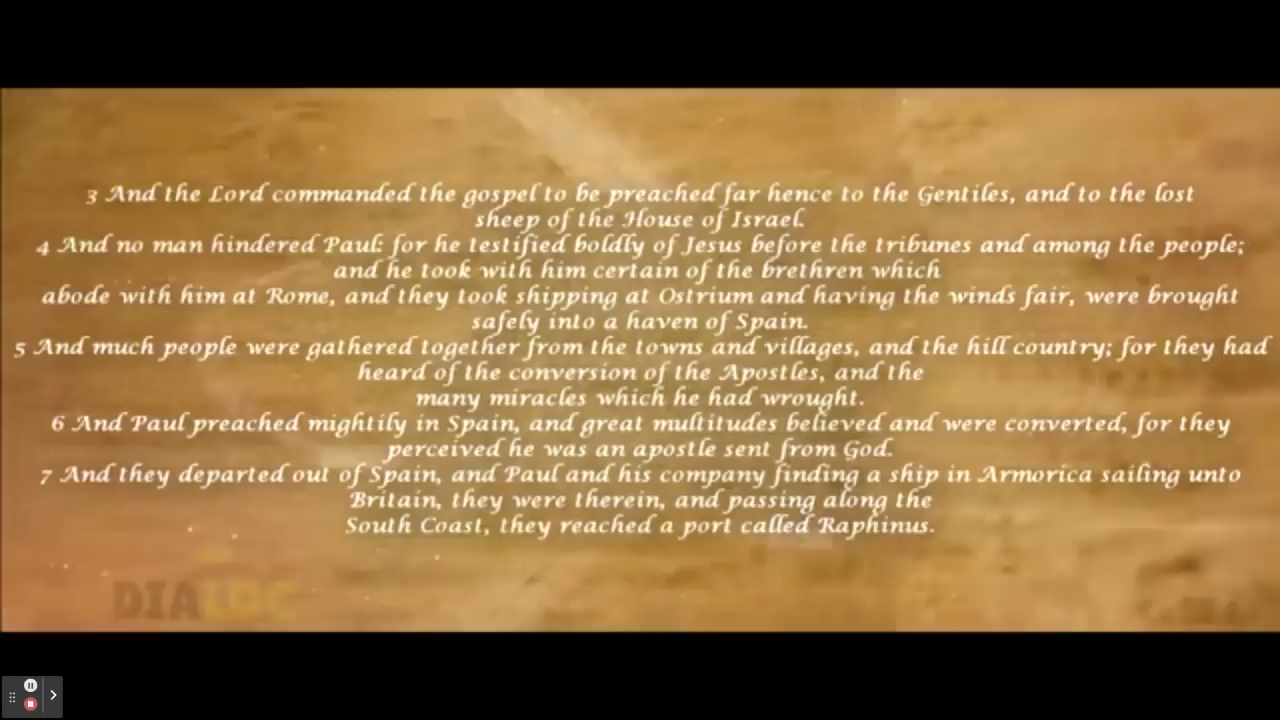 3 And the Lord commanded the gospel to be preached far hence to the Gentiles, and to the lost
sheep of the House of Israel.
4 And no man hindered Paul: for he testified boldly of Jesus before the tribunes and among the people;
and he took with him certain of the brethren which
abode with him at Rome, and they took shipping at Ostrium and having the winds fair, were brought
safely into a haven of Spain.
5 And much people were gathered together from the towns and villages, and the hill country; for they had
heard of the conversion of the Apostles, and the
many miracles which he had wrought.
6 And Paul preached mightily in Spain, and great multitudes believed and were converted, for they
perceived he was an apostle sent from God.
7 And they departed out of Spain, and Paul and his company finding a ship in Armorica sailing unto
Britain, they were therein, and passing along the
South Coast, they reached a port called Raphinus.